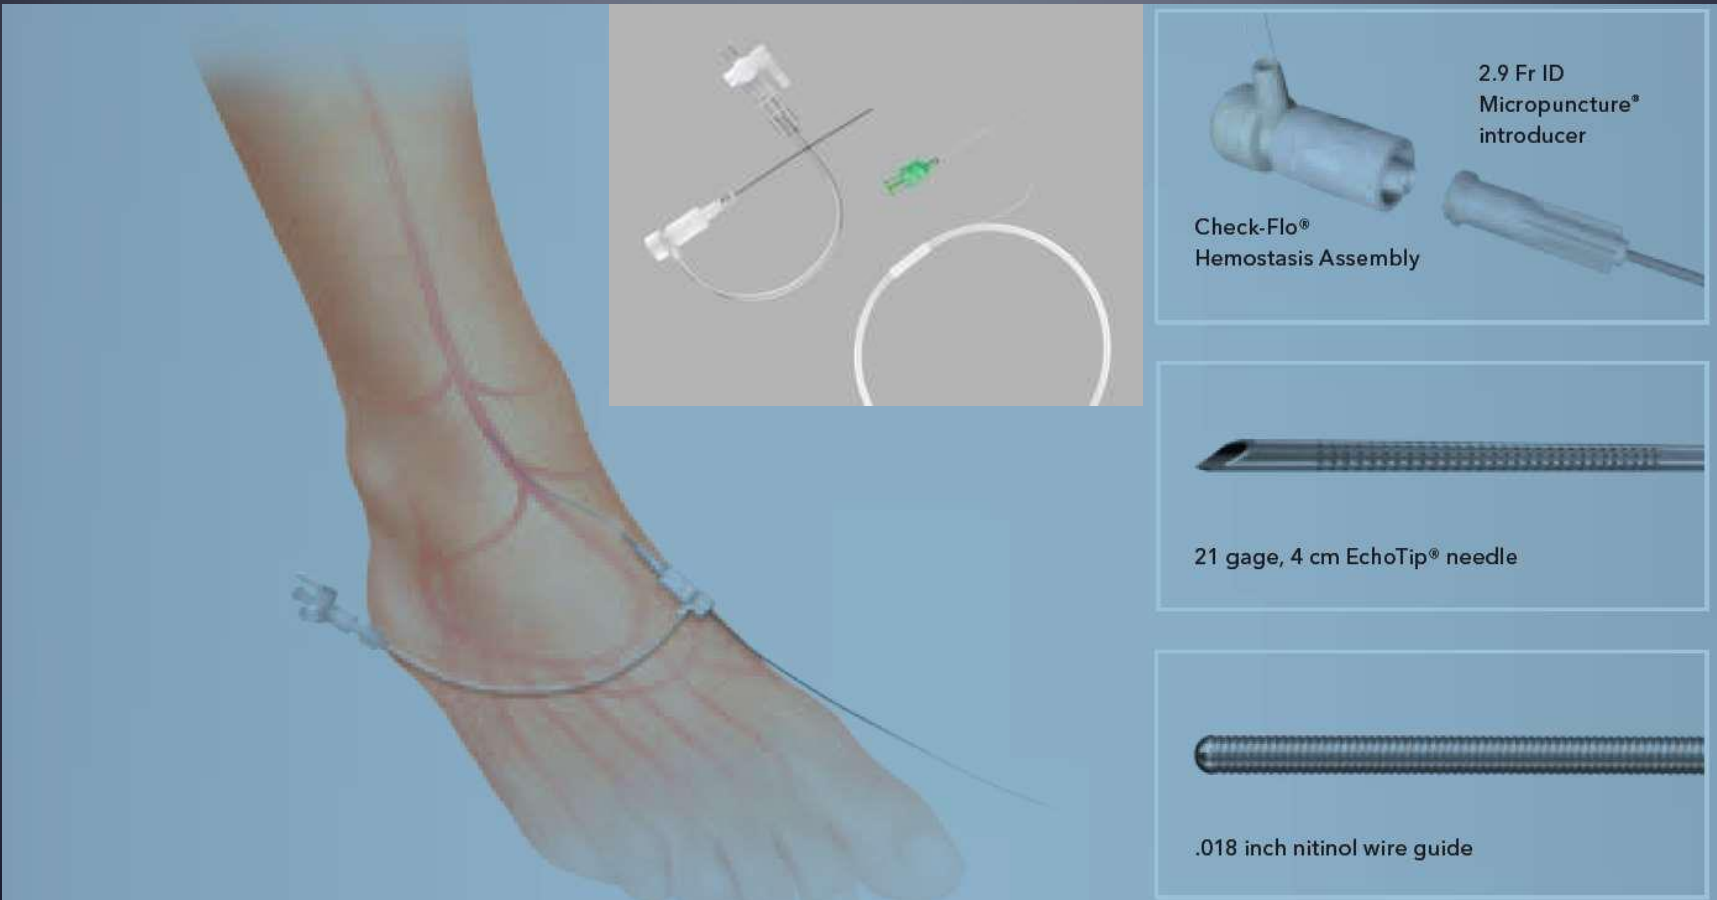 2.9 Fr ID
Micropuncture®
introducer
Check-Flo®
Hemostasis Assembly
21 gage, 4 cm EchoTip® needle
.018 inch nitinol wire guide